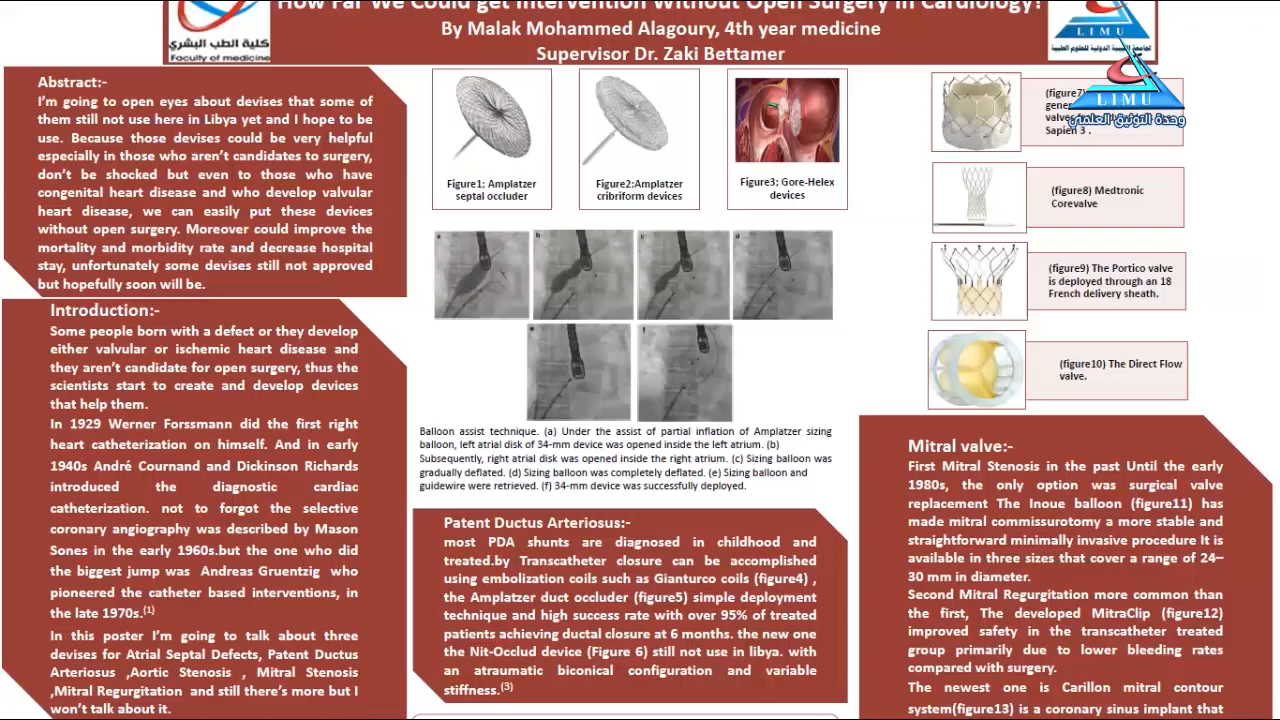 How Far We Could get Intervention Without Open Surgery in Cardiology?
By Malak Mohammed Alagoury, 4th year medicine
Supervisor Dr. Zaki Bettamer
كلية الطب البشري
Faculty of medicine
LIMU
الجامعة الليبية الدولية للعلوم الطبية
LIMU
وحدة التوثيق العلمي
Abstract:-
I'm going to open eyes about devises that some of
them still not use here in Libya yet and I hope to be
use. Because those devises could be very helpful
especially in those who aren't candidates to surgery,
don't be shocked but even to those who have
congenital heart disease and who develop valvular
heart disease, we can easily put these devices
without open surgery. Moreover could improve the
mortality and morbidity rate and decrease hospital
stay, unfortunately some devises still not approved
but hopefully soon will be.
Introduction:-
Some people born with a defect or they develop
either valvular or ischemic heart disease and
they aren't candidate for open surgery, thus the
scientists start to create and develop devices
that help them.
In 1929 Werner Forssmann did the first right
heart catheterization on himself. And in early
1940s André Cournand and Dickinson Richards
introduced the diagnostic cardiac
catheterization. not to forgot the selective
coronary angiography was described by Mason
Sones in the early 1960s.but the one who did
the biggest jump was Andreas Gruentzig who
pioneered the catheter based interventions, in
the late 1970s.(1)
In this poster I'm going to talk about three
devises for Atrial Septal Defects, Patent Ductus
Arteriosus ,Aortic Stenosis , Mitral Stenosis
,Mitral Regurgitation and still there's more but I
won't talk about it.
Figure1; Amplatzer
septal occluder
Figure2;Amplatzer
cribriform devices
Figure3; Gore-Helex
devices
a b c d
e f
Balloon assist technique. (a) Under the assist of partial inflation of Amplatzer sizing
balloon, left atrial disk of 34-mm device was opened inside the left atrium. (b)
Subsequently, right atrial disk was opened inside the right atrium. (c) Sizing balloon was
gradually deflated. (d) Sizing balloon was completely deflated. (e) Sizing balloon and
guidewire were retrieved. (f) 34-mm device was successfully deployed.
Patent Ductus Arteriosus:-
most PDA shunts are diagnosed in childhood and
treated.by Transcatheter closure can be accomplished
using embolization coils such as Gianturco coils (figure4) ,
the Amplatzer duct occluder (figure5) simple deployment
technique and high success rate with over 95% of treated
patients achieving ductal closure at 6 months. the new one
the Nit-Occlud device (Figure 6) still not use in libya. with
an atraumatic biconical configuration and variable
stiffness.(3)
(figure7)
gener
valves
Sapien 3 .
(figure8) Medtronic
Corevalve
(figure9) The Portico valve
is deployed through an 18
French delivery sheath.
(figure10) The Direct Flow
valve.
Mitral valve:-
First Mitral Stenosis in the past Until the early
1980s, the only option was surgical valve
replacement The Inoue balloon (figure11) has
made mitral commissurotomy a more stable and
straightforward minimally invasive procedure It is
available in three sizes that cover a range of 24–
30 mm in diameter.
Second Mitral Regurgitation more common than
the first, The developed MitraClip (figure12)
improved safety in the transcatheter treated
group primarily due to lower bleeding rates
compared with surgery.
The newest one is Carillon mitral contour
system(figure13) is a coronary sinus implant that